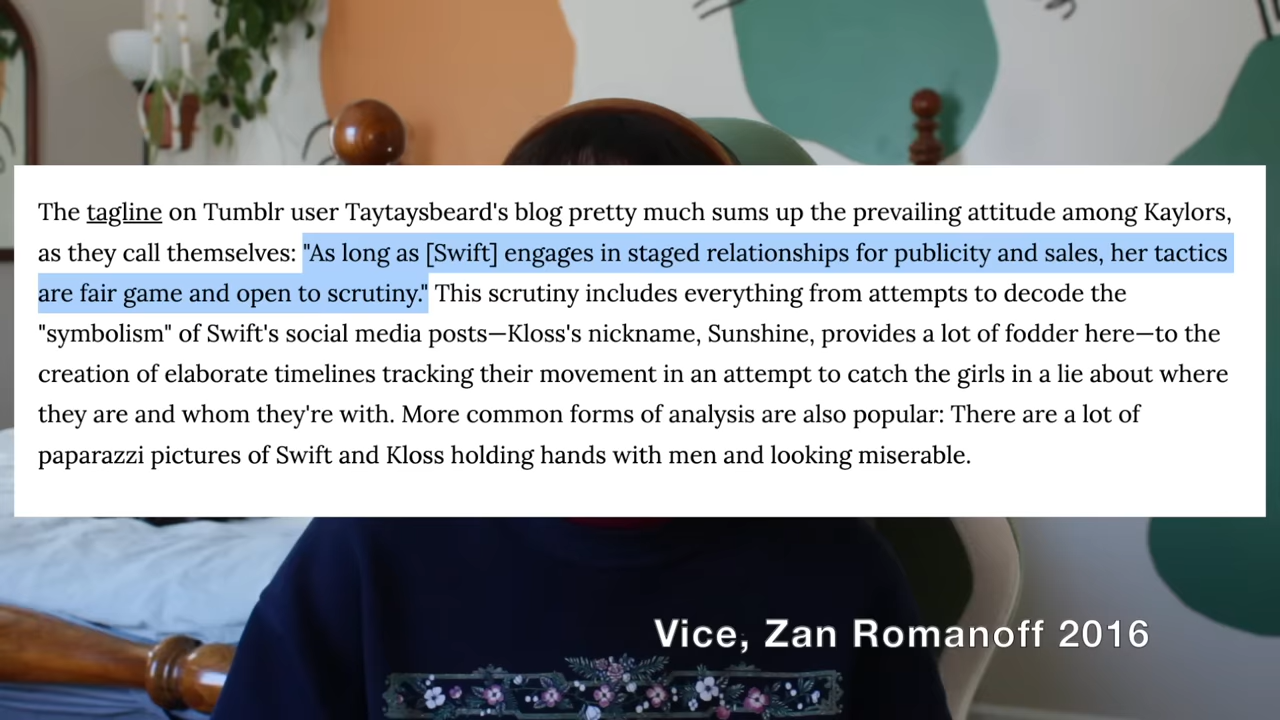 The tagline on Tumblr user Taytaysbeard's blog pretty much sums up the prevailing attitude among Kaylors,
as they call themselves: "As long as [Swift] engages in staged relationships for publicity and sales, her tactics
are fair game and open to scrutiny." This scrutiny includes everything from attempts to decode the
"symbolism" of Swift's social media posts—Kloss's nickname, Sunshine, provides a lot of fodder here—to the
creation of elaborate timelines tracking their movement in an attempt to catch the girls in a lie about where
they are and whom they're with. More common forms of analysis are also popular: There are a lot of
paparazzi pictures of Swift and Kloss holding hands with men and looking miserable.
Vice, Zan Romanoff 2016